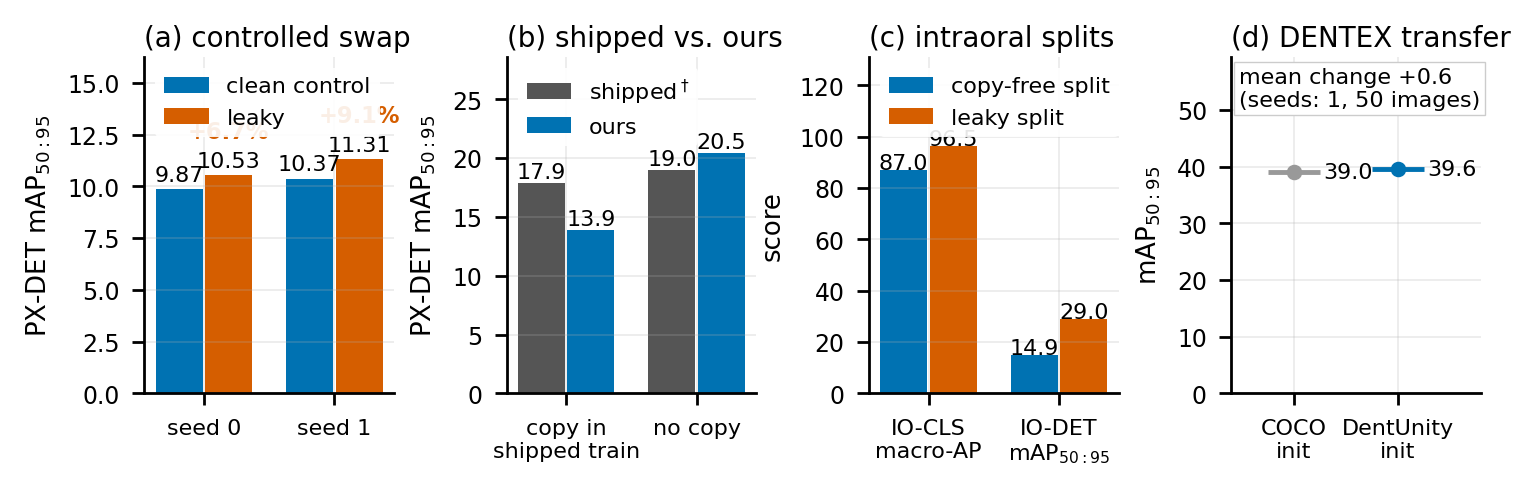 (a) controlled swap
PX-DET mAP50:95
15.0
12.5
10.0
7.5
5.0
2.5
0.0
clean control
leaky
+6.7%
+9.1%
9.87
10.53
10.37
11.31
seed 0
seed 1
(b) shipped vs. ours
PX-DET mAP50:95
25
20
15
10
5
0
shipped†
ours
17.9
13.9
19.0
20.5
copy in
shipped train
no copy
(c) intraoral splits
score
120
100
80
60
40
20
0
copy-free split
leaky split
87.0
96.5
14.9
29.0
IO-CLS
macro-AP
IO-DET
mAP50:95
(d) DENTEX transfer
mAP50:95
50
40
30
20
10
0
mean change +0.6
(seeds: 1, 50 images)
39.0
39.6
COCO
init
DentUnity
init